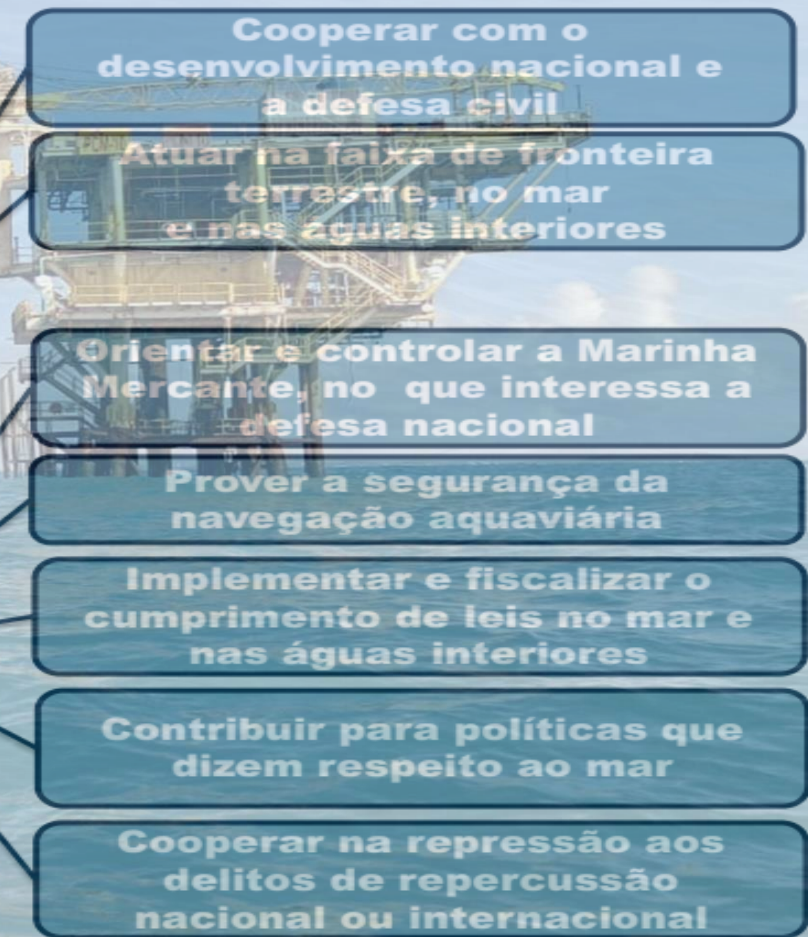 Cooperar com o
desenvolvimento nacional e
a defesa civil
Atuar na faixa de fronteira
terrestre, no mar
e nas águas interiores
Orientar e controlar a Marinha
Mercante, no que interessa a
defesa nacional
Prover a segurança da
navegação aquaviária
Implementar e fiscalizar o
cumprimento de leis no mar e
nas águas interiores
Contribuir para políticas que
dizem respeito ao mar
Cooperar na repressão aos
delitos de repercussão
nacional ou internacional